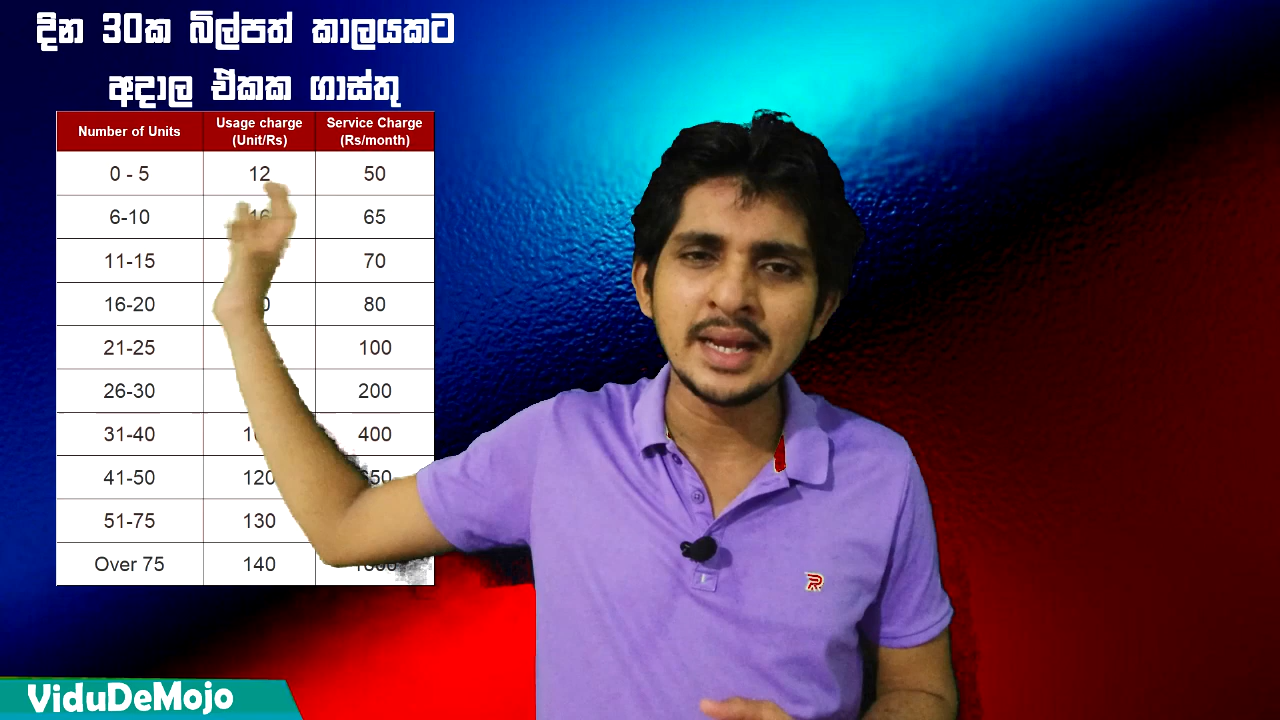 දින 30ක බිල්පත් කාලයකට
අදාල ඒකක ගාස්තු
Number of Units Usage charge (Unit/Rs) Service Charge (Rs/month)
0 - 5 12 50
6-10 16 65
11-15 70
16-20 80
21-25 100
26-30 200
31-40 400
41-50 120
51-75 130
Over 75 140
ViduDeMojo